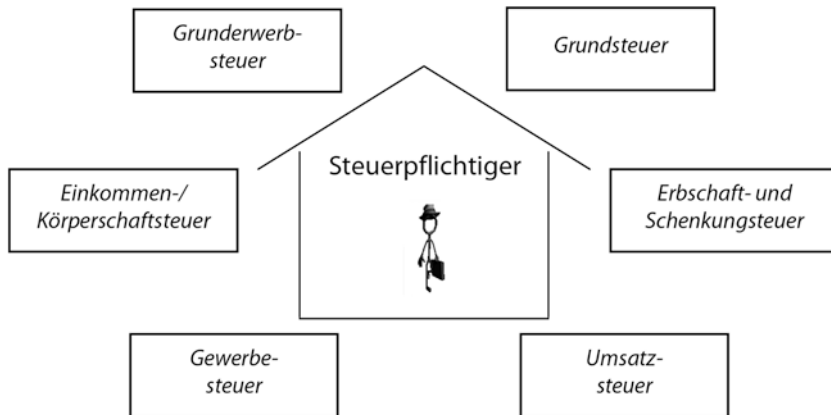 Grunderwerb-
steuer
Grundsteuer
Steuerpflichtiger
Einkommen-/
Körperschaftsteuer
Erbschaft- und
Schenkungsteuer
Gewerbe-
steuer
Umsatz-
steuer